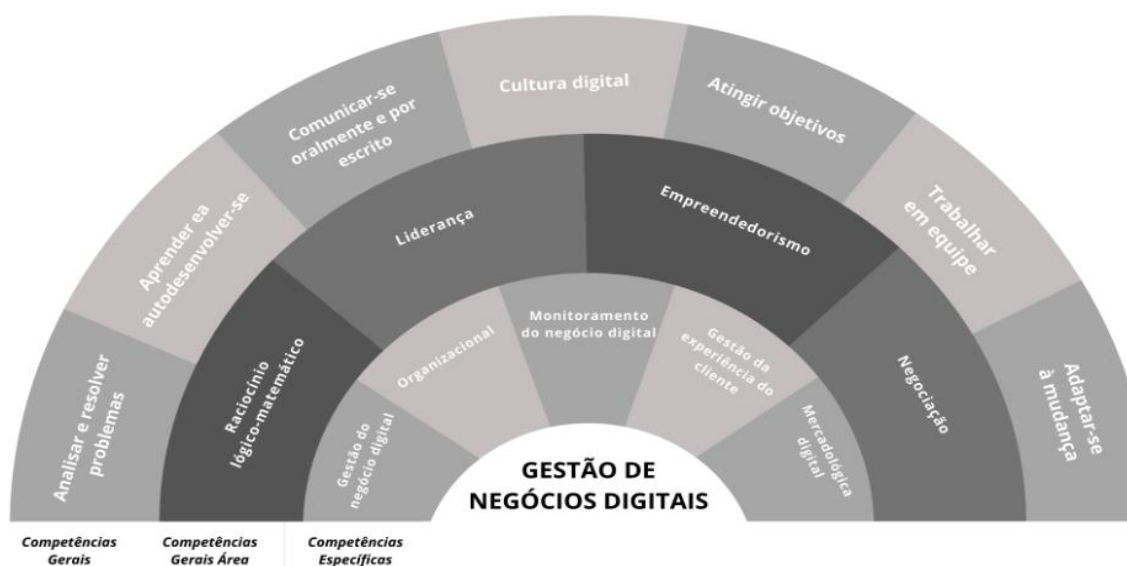 Analisar e resolver
problemas
Aprender ea
autodesenvolver-se
Comunicar-se
oralmente e por
escrito
Cultura digital
Atingir objetivos
Trabalhar
em equipe
Adaptar-se
à mudança
Raciocínio
lógico-matemático
Liderança
Empreendedorismo
Negociação
Gestão do
negócio digital
Organizacional
Monitoramento
do negócio digital
Gestão da
experiência do
cliente
Mercadológica
digital
GESTÃO DE
NEGÓCIOS DIGITAIS
Competências
Gerais
Competências
Gerais Área
Competências
Específicas